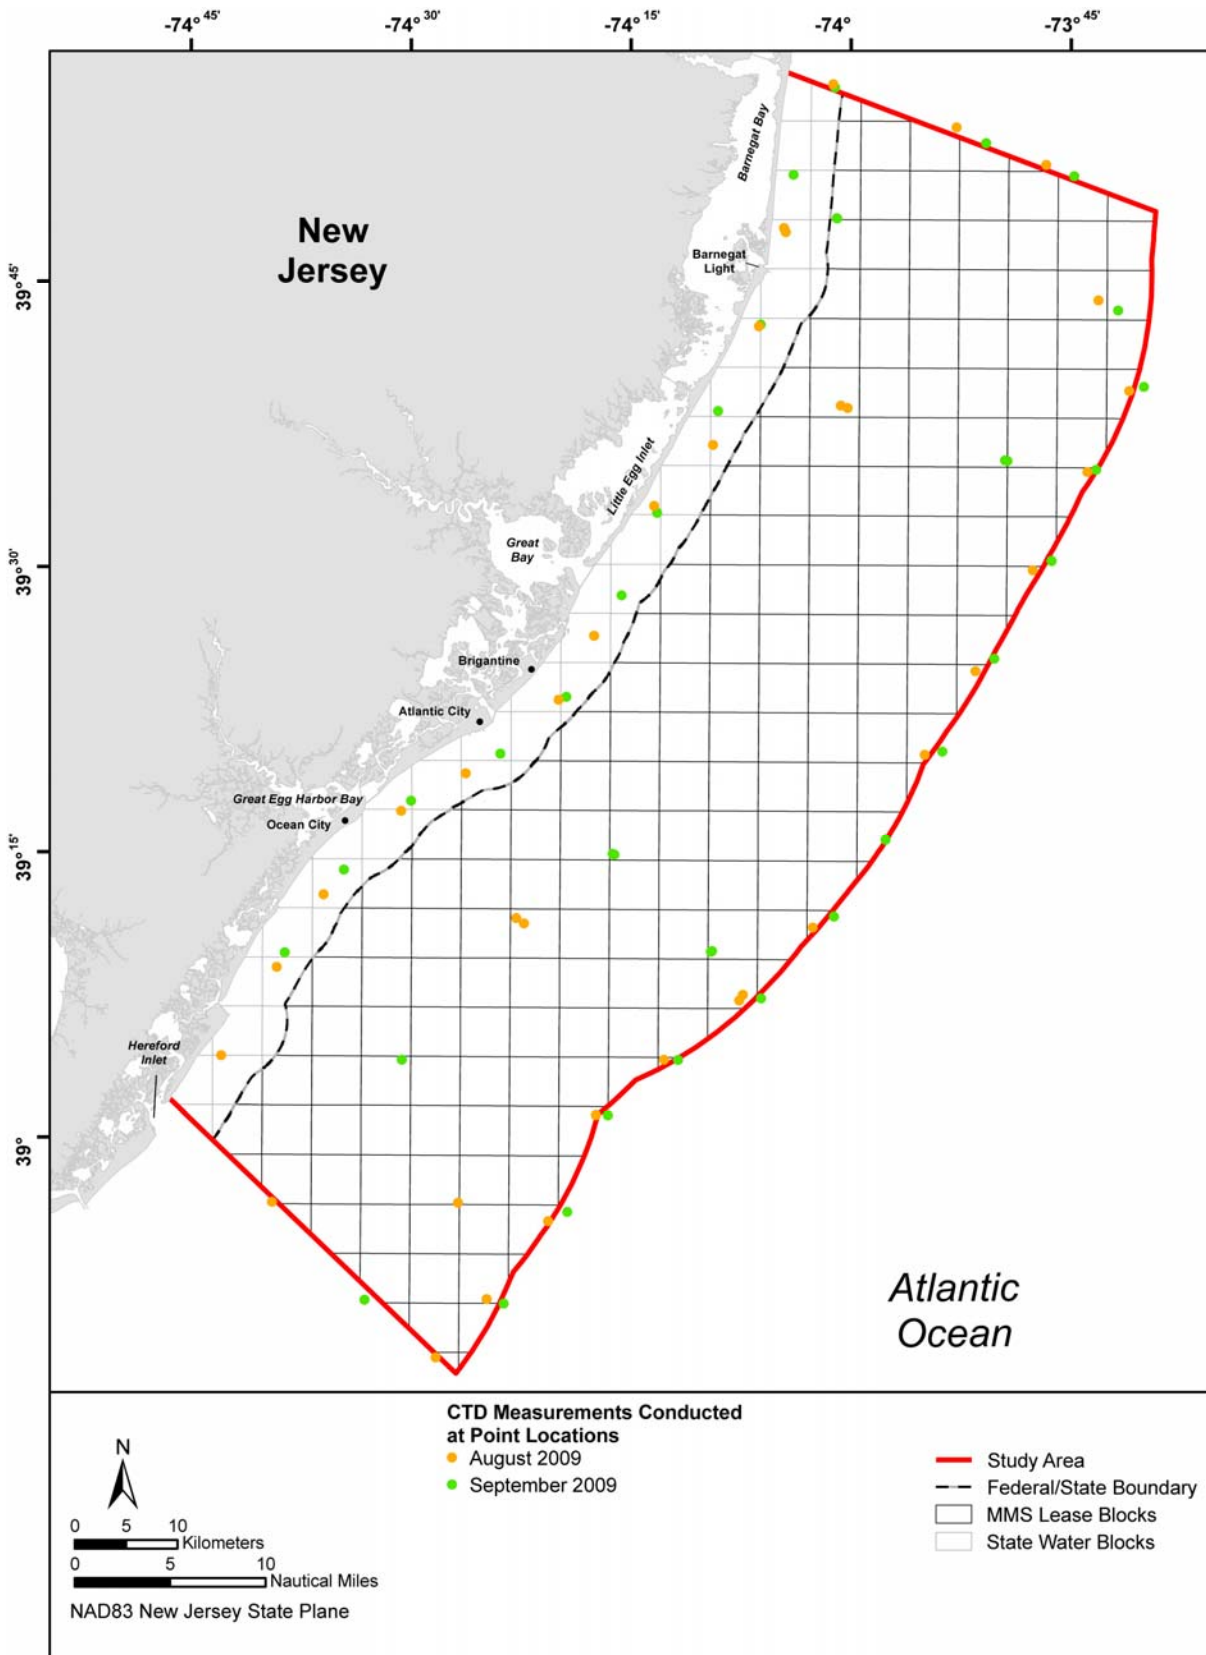 -74° 45'
-74° 30'
-74° 15'
-74°
-73° 45'
39° 45'
39° 30'
39° 15'
39°
New
Jersey
Barnegat Bay
Barnegat
Light
Little Egg Inlet
Great
Bay
Brigantine
Atlantic City
Great Egg Harbor Bay
Ocean City
Hereford
Inlet
Atlantic
Ocean
CTD Measurements Conducted
at Point Locations
August 2009
September 2009
N
0 5 10
Kilometers
0 5 10
Nautical Miles
NAD83 New Jersey State Plane
Study Area
Federal/State Boundary
MMS Lease Blocks
State Water Blocks